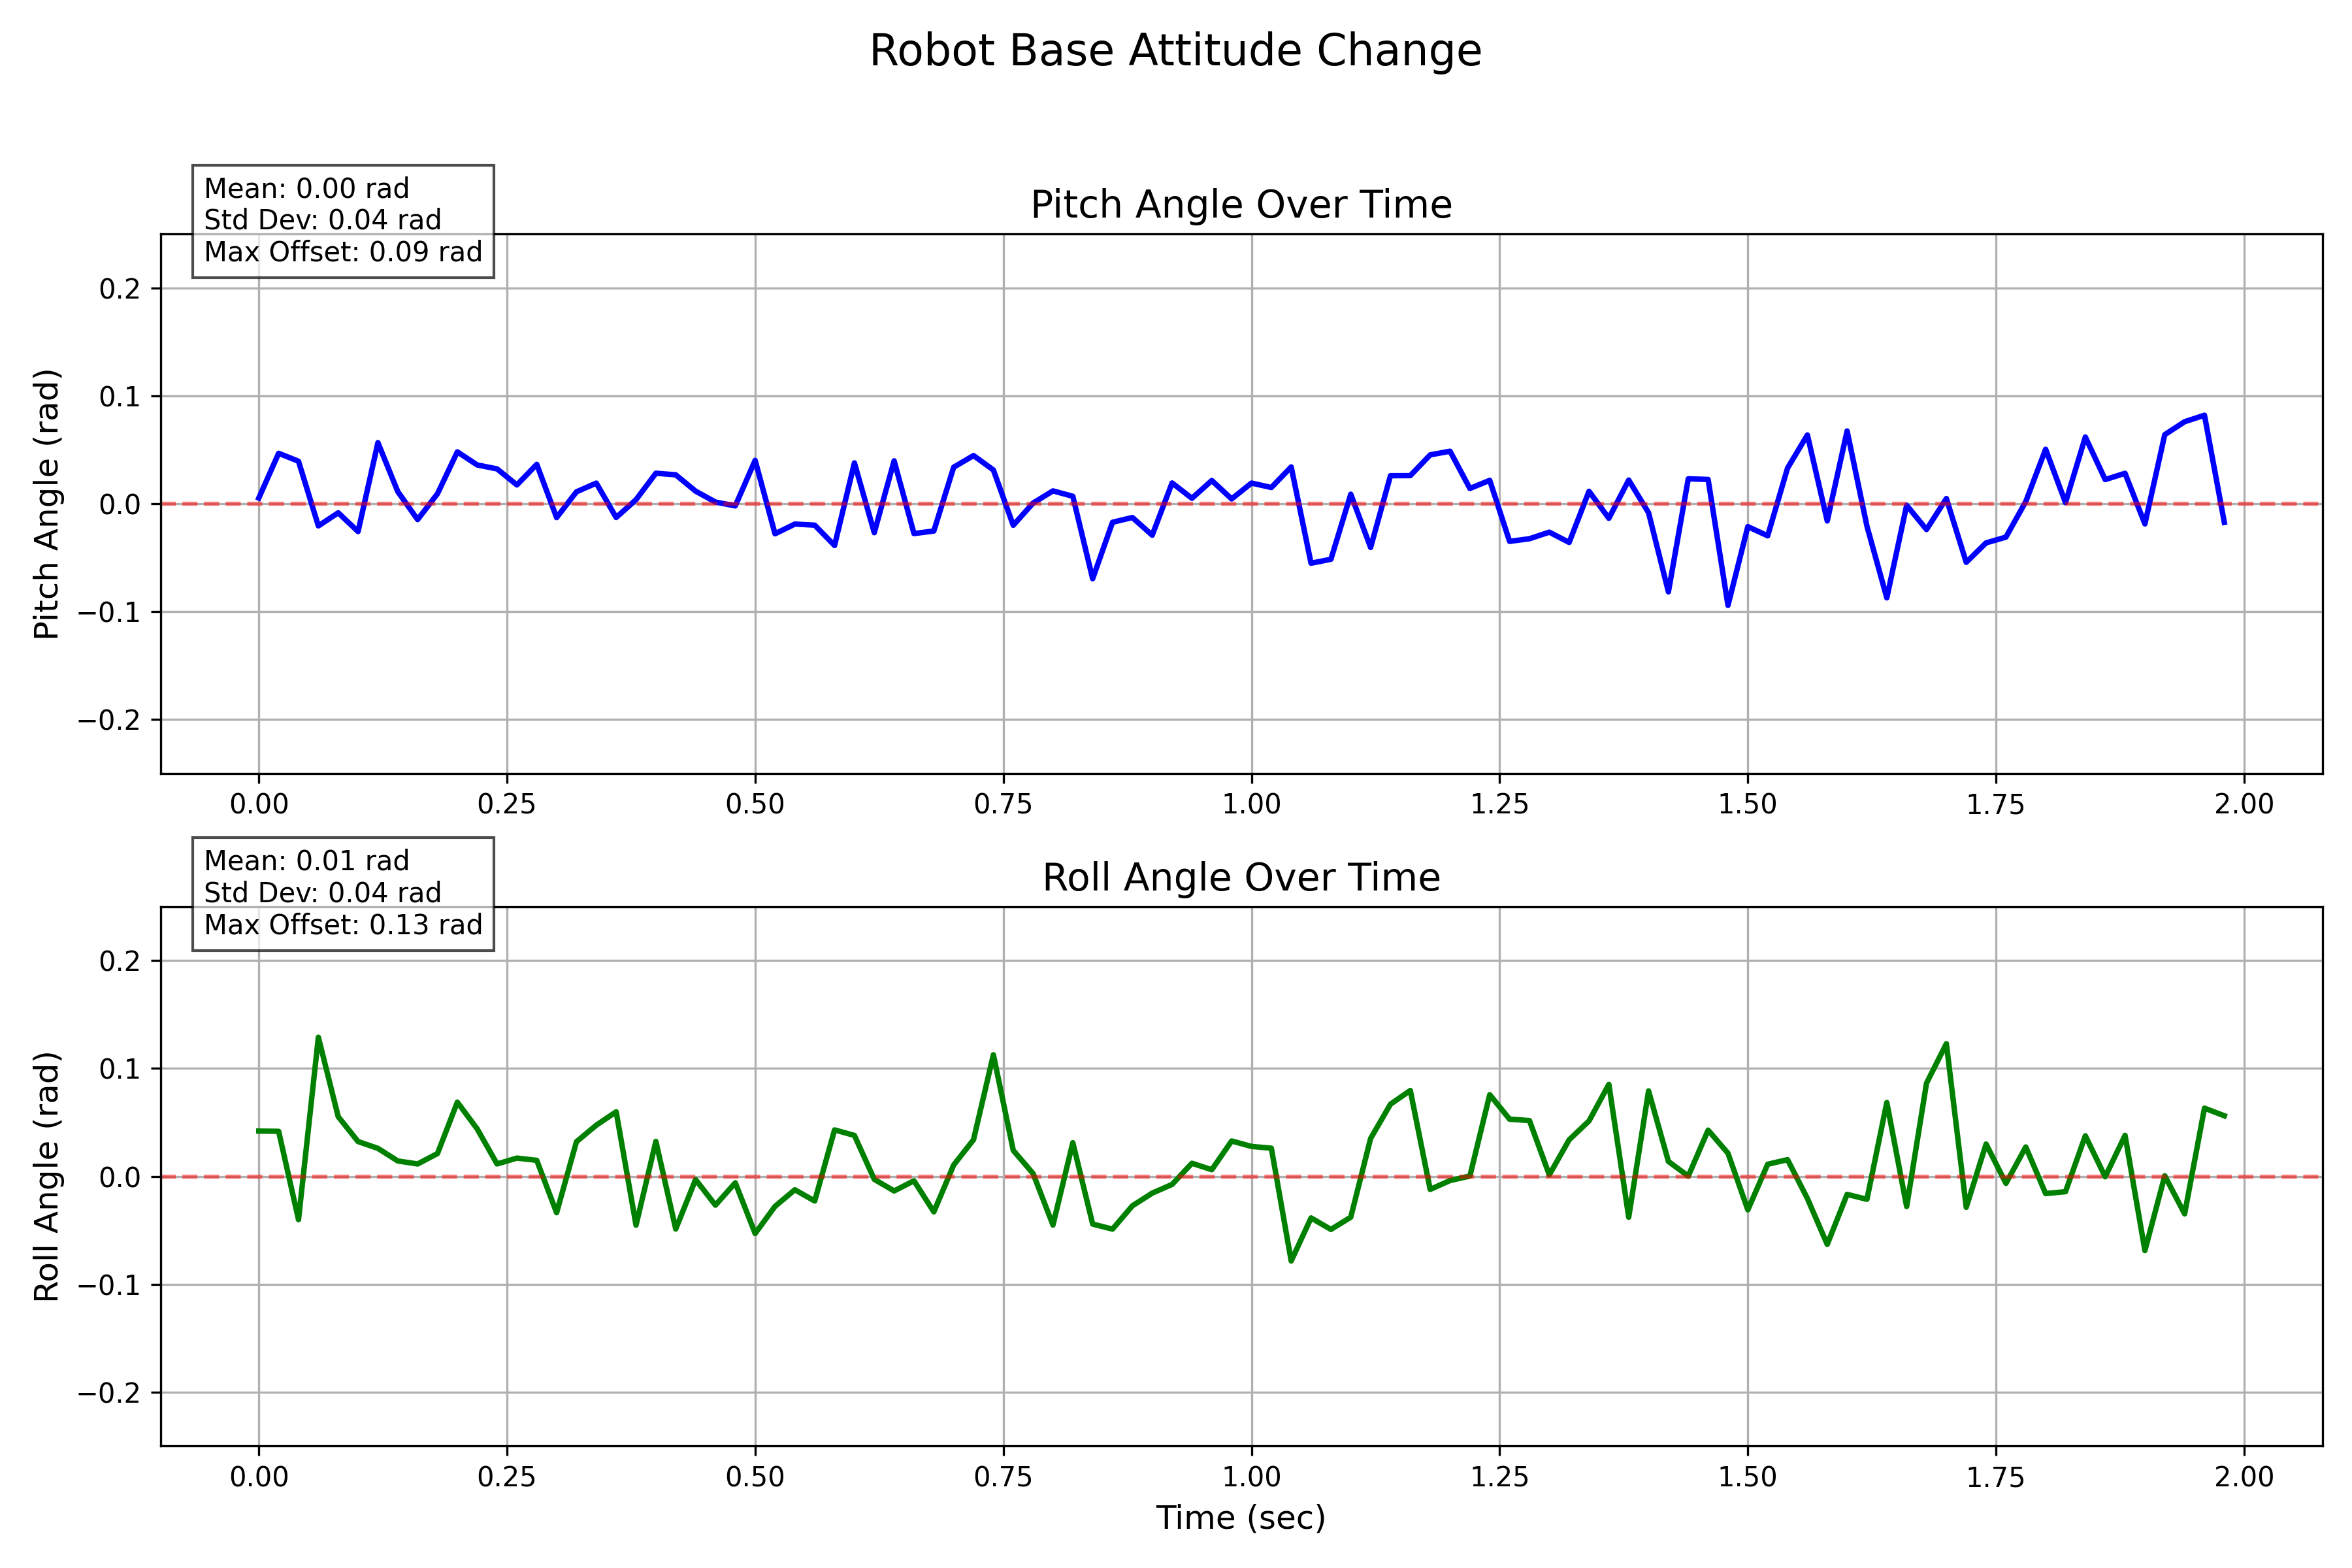 Robot Base Attitude Change
Mean: 0.00 rad
Std Dev: 0.04 rad
Max Offset: 0.09 rad
Pitch Angle Over Time
Pitch Angle (rad)
0.2
0.1
0.0
−0.1
−0.2
0.00 0.25 0.50 0.75 1.00 1.25 1.50 1.75 2.00
Mean: 0.01 rad
Std Dev: 0.04 rad
Max Offset: 0.13 rad
Roll Angle Over Time
Roll Angle (rad)
0.2
0.1
0.0
−0.1
−0.2
0.00 0.25 0.50 0.75 1.00 1.25 1.50 1.75 2.00
Time (sec)